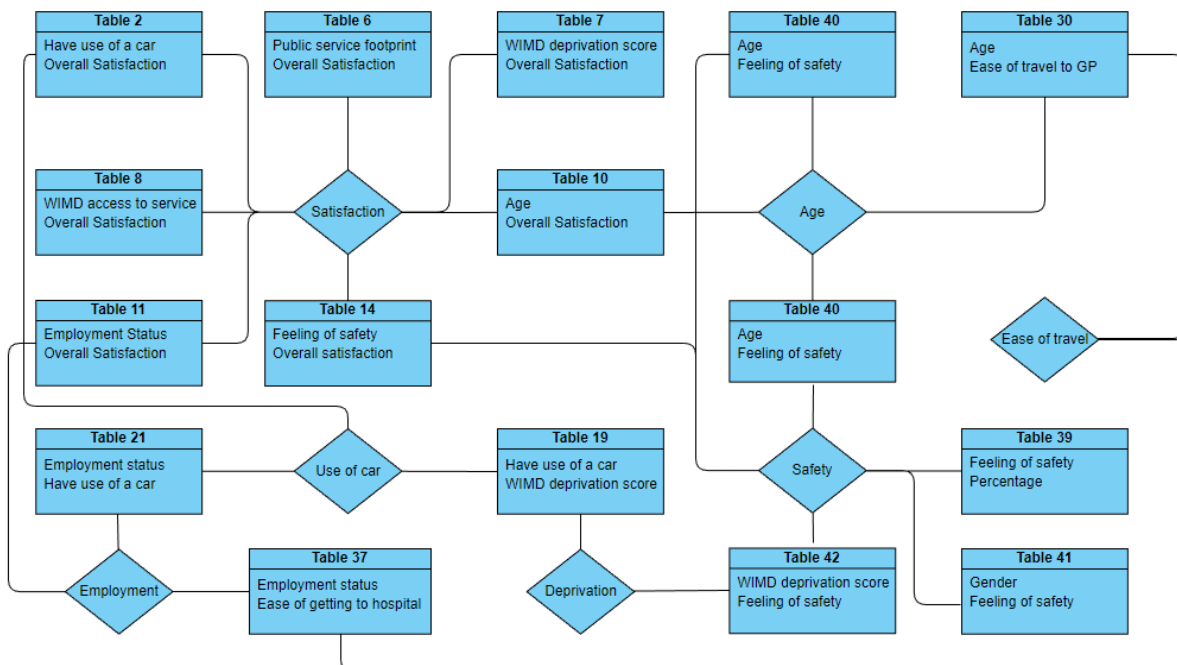 Table 2
Have use of a car
Overall Satisfaction
Table 6
Public service footprint
Overall Satisfaction
Table 7
WIMD deprivation score
Overall Satisfaction
Table 40
Age
Feeling of safety
Table 30
Age
Ease of travel to GP
Table 8
WIMD access to service
Overall Satisfaction
Satisfaction
Table 10
Age
Overall Satisfaction
Age
Table 11
Employment Status
Overall Satisfaction
Table 14
Feeling of safety
Overall satisfaction
Table 40
Age
Feeling of safety
Ease of travel
Table 21
Employment status
Have use of a car
Use of car
Table 19
Have use of a car
WIMD deprivation score
Safety
Table 39
Feeling of safety
Percentage
Employment
Table 37
Employment status
Ease of getting to hospital
Deprivation
Table 42
WIMD deprivation score
Feeling of safety
Table 41
Gender
Feeling of safety